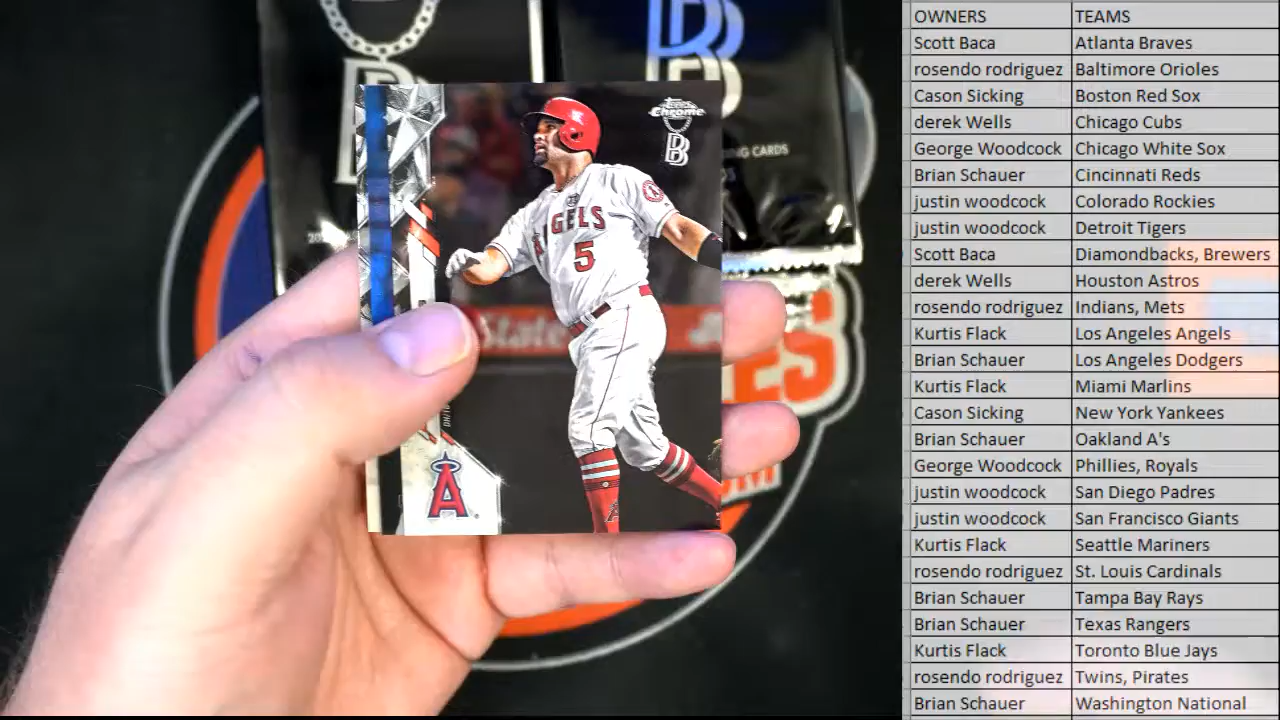 OWNERS TEAMS
Scott Baca Atlanta Braves
rosendo rodriguez Baltimore Orioles
Cason Sicking Boston Red Sox
derek Wells Chicago Cubs
George Woodcock Chicago White Sox
Brian Schauer Cincinnati Reds
justin woodcock Colorado Rockies
justin woodcock Detroit Tigers
Scott Baca Diamondbacks, Brewers
derek Wells Houston Astros
rosendo rodriguez Indians, Mets
Kurtis Flack Los Angeles Angels
Brian Schauer Los Angeles Dodgers
Kurtis Flack Miami Marlins
Cason Sicking New York Yankees
Brian Schauer Oakland A's
George Woodcock Phillies, Royals
justin woodcock San Diego Padres
justin woodcock San Francisco Giants
Kurtis Flack Seattle Mariners
rosendo rodriguez St. Louis Cardinals
Brian Schauer Tampa Bay Rays
Brian Schauer Texas Rangers
Kurtis Flack Toronto Blue Jays
rosendo rodriguez Twins, Pirates
Brian Schauer Washington National
Topps
Chrome
B
ANGELS
5
State
A
B
CARDS